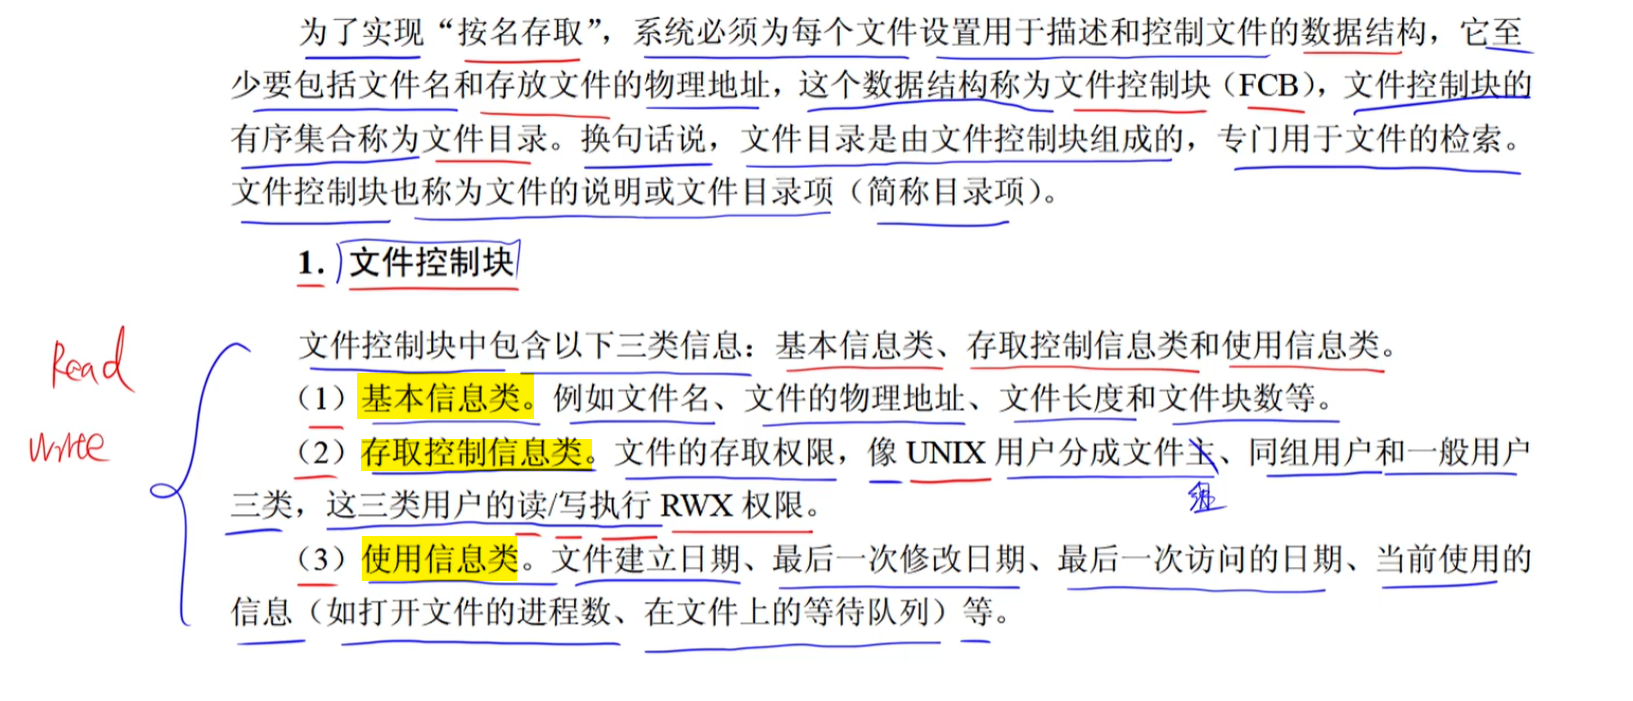 为了实现“按名存取”，系统必须为每个文件设置用于描述和控制文件的数据结构，它至
少要包括文件名和存放文件的物理地址，这个数据结构称为文件控制块（FCB），文件控制块的
有序集合称为文件目录。换句话说，文件目录是由文件控制块组成的，专门用于文件的检索。
文件控制块也称为文件的说明或文件目录项（简称目录项）。
1. 文件控制块
文件控制块中包含以下三类信息：基本信息类、存取控制信息类和使用信息类。
Read
（1）基本信息类。例如文件名、文件的物理地址、文件长度和文件块数等。
write
（2）存取控制信息类。文件的存取权限，像 UNIX 用户分成文件主、同组用户和一般用户
组
三类，这三类用户的读/写执行 RWX 权限。
（3）使用信息类。文件建立日期、最后一次修改日期、最后一次访问的日期、当前使用的
信息（如打开文件的进程数、在文件上的等待队列）等。